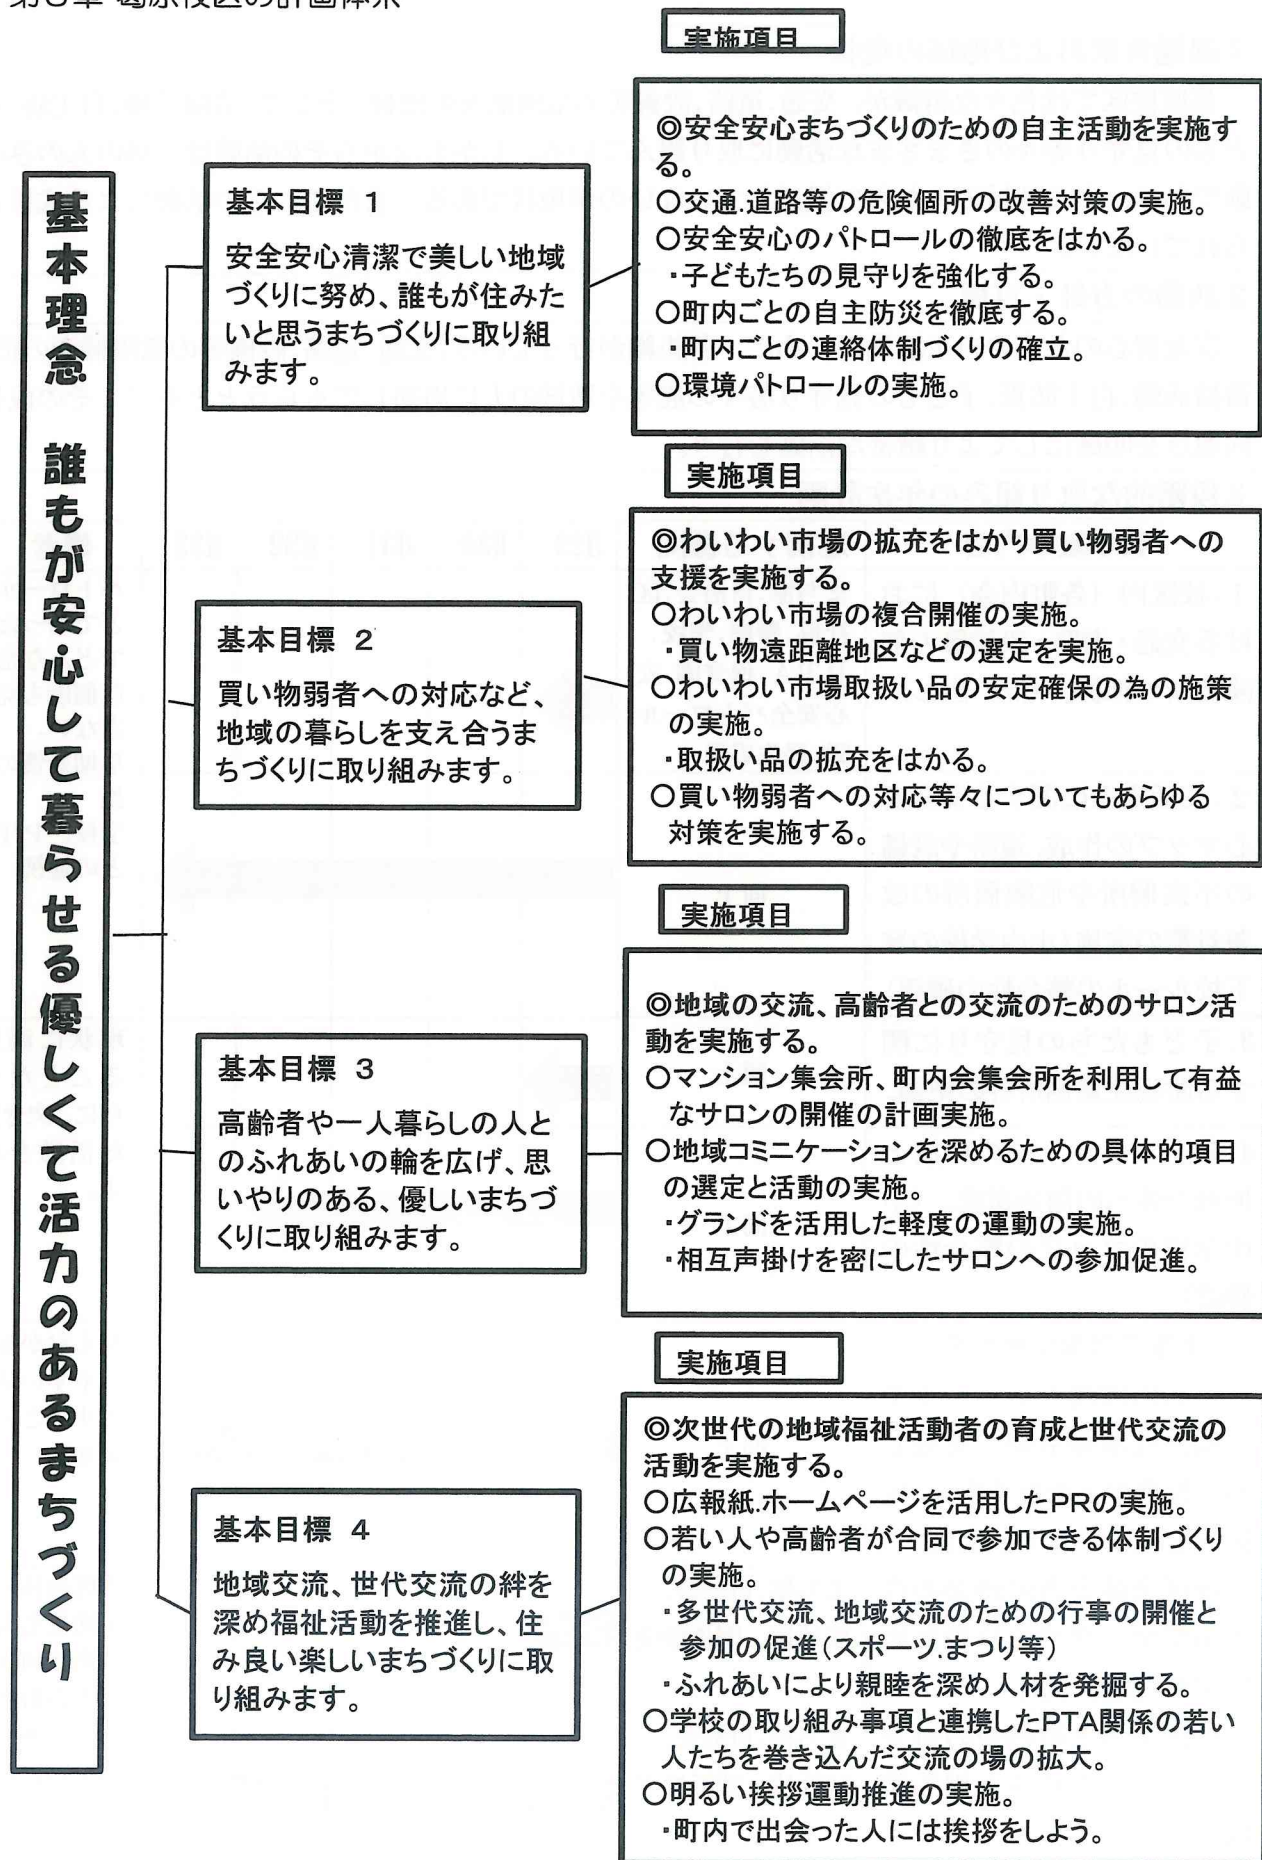 基本理念 誰もが安心して暮らせる優しくて活力のあるまちづくり
基本目標 1
安全安心清潔で美しい地域
づくりに努め、誰もが住みた
いと思うまちづくりに取り組
みます。
実施項目
◎安全安心まちづくりのための自主活動を実施す
る。
○交通.道路等の危険個所の改善対策の実施。
○安全安心のパトロールの徹底をはかる。
・子どもたちの見守りを強化する。
○町内ごとの自主防災を徹底する。
・町内ごとの連絡体制づくりの確立。
○環境パトロールの実施。
基本目標 2
買い物弱者への対応など、
地域の暮らしを支え合うま
ちづくりに取り組みます。
実施項目
◎わいわい市場の拡充をはかり買い物弱者への
支援を実施する。
○わいわい市場の複合開催の実施。
・買い物遠距離地区などの選定を実施。
○わいわい市場取扱い品の安定確保の為の施策
の実施。
・取扱い品の拡充をはかる。
○買い物弱者への対応等々についてもあらゆる
対策を実施する。
基本目標 3
高齢者や一人暮らしの人と
のふれあいの輪を広げ、思
いやりのある、優しいまちづ
くりに取り組みます。
実施項目
◎地域の交流、高齢者との交流のためのサロン活
動を実施する。
○マンション集会所、町内会集会所を利用して有益
なサロンの開催の計画実施。
○地域コミニケーションを深めるための具体的項目
の選定と活動の実施。
・グランドを活用した軽度の運動の実施。
・相互声掛けを密にしたサロンへの参加促進。
基本目標 4
地域交流、世代交流の絆を
深め福祉活動を推進し、住
み良い楽しいまちづくりに取
り組みます。
実施項目
◎次世代の地域福祉活動者の育成と世代交流の
活動を実施する。
○広報紙.ホームページを活用したPRの実施。
○若い人や高齢者が合同で参加できる体制づくり
の実施。
・多世代交流、地域交流のための行事の開催と
参加の促進(スポーツ.まつり等)
・ふれあいにより親睦を深め人材を発掘する。
○学校の取り組み事項と連携したPTA関係の若い
人たちを巻き込んだ交流の場の拡大。
○明るい挨拶運動推進の実施。
・町内で出会った人には挨拶をしよう。